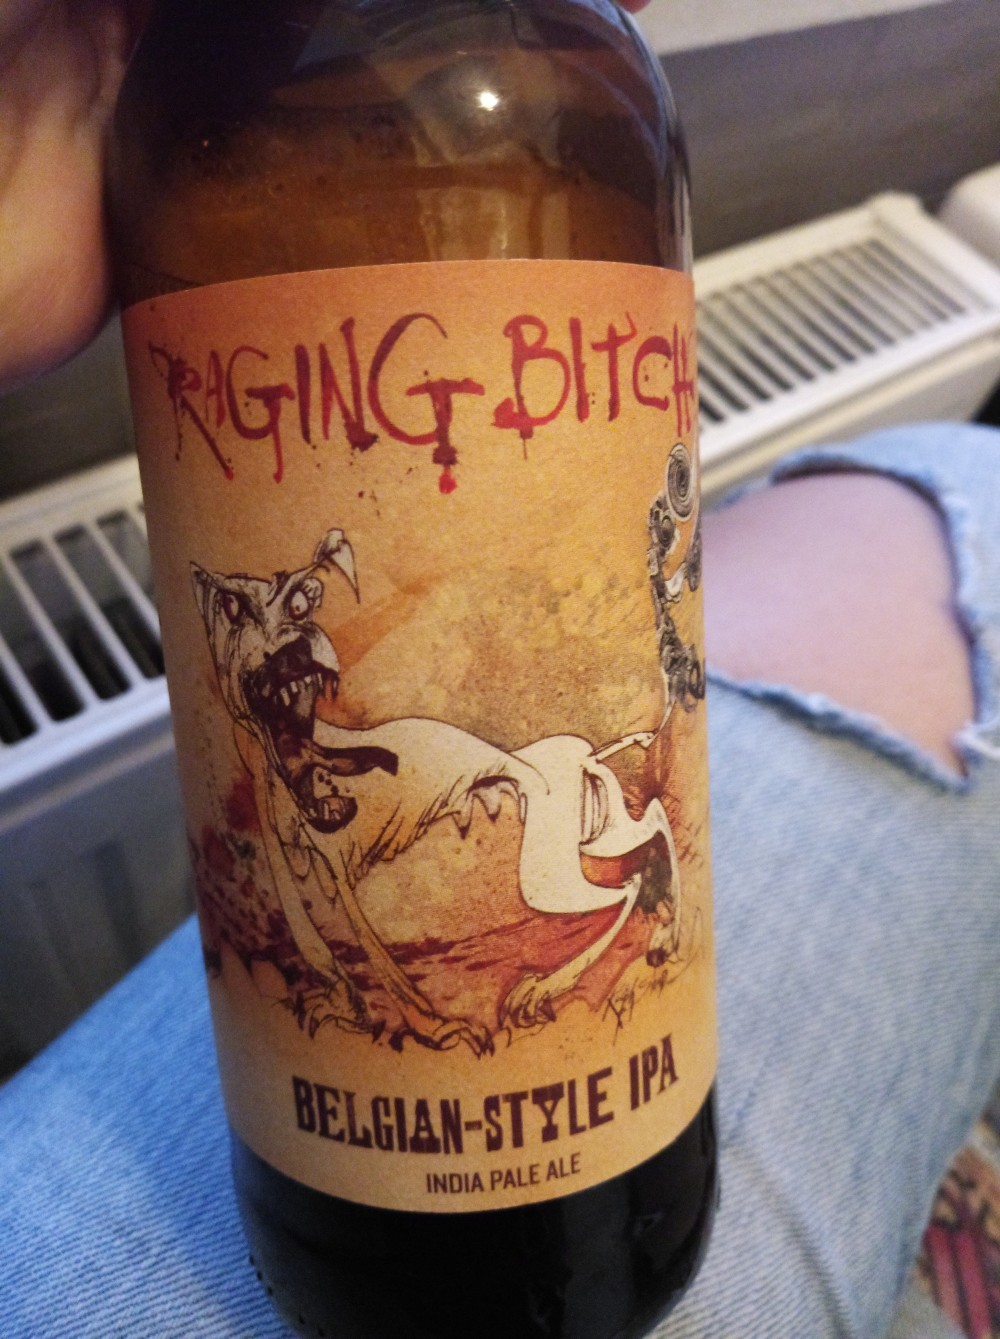 RAGING BITCH
BELGIAN-STYLE IPA
INDIA PALE ALE